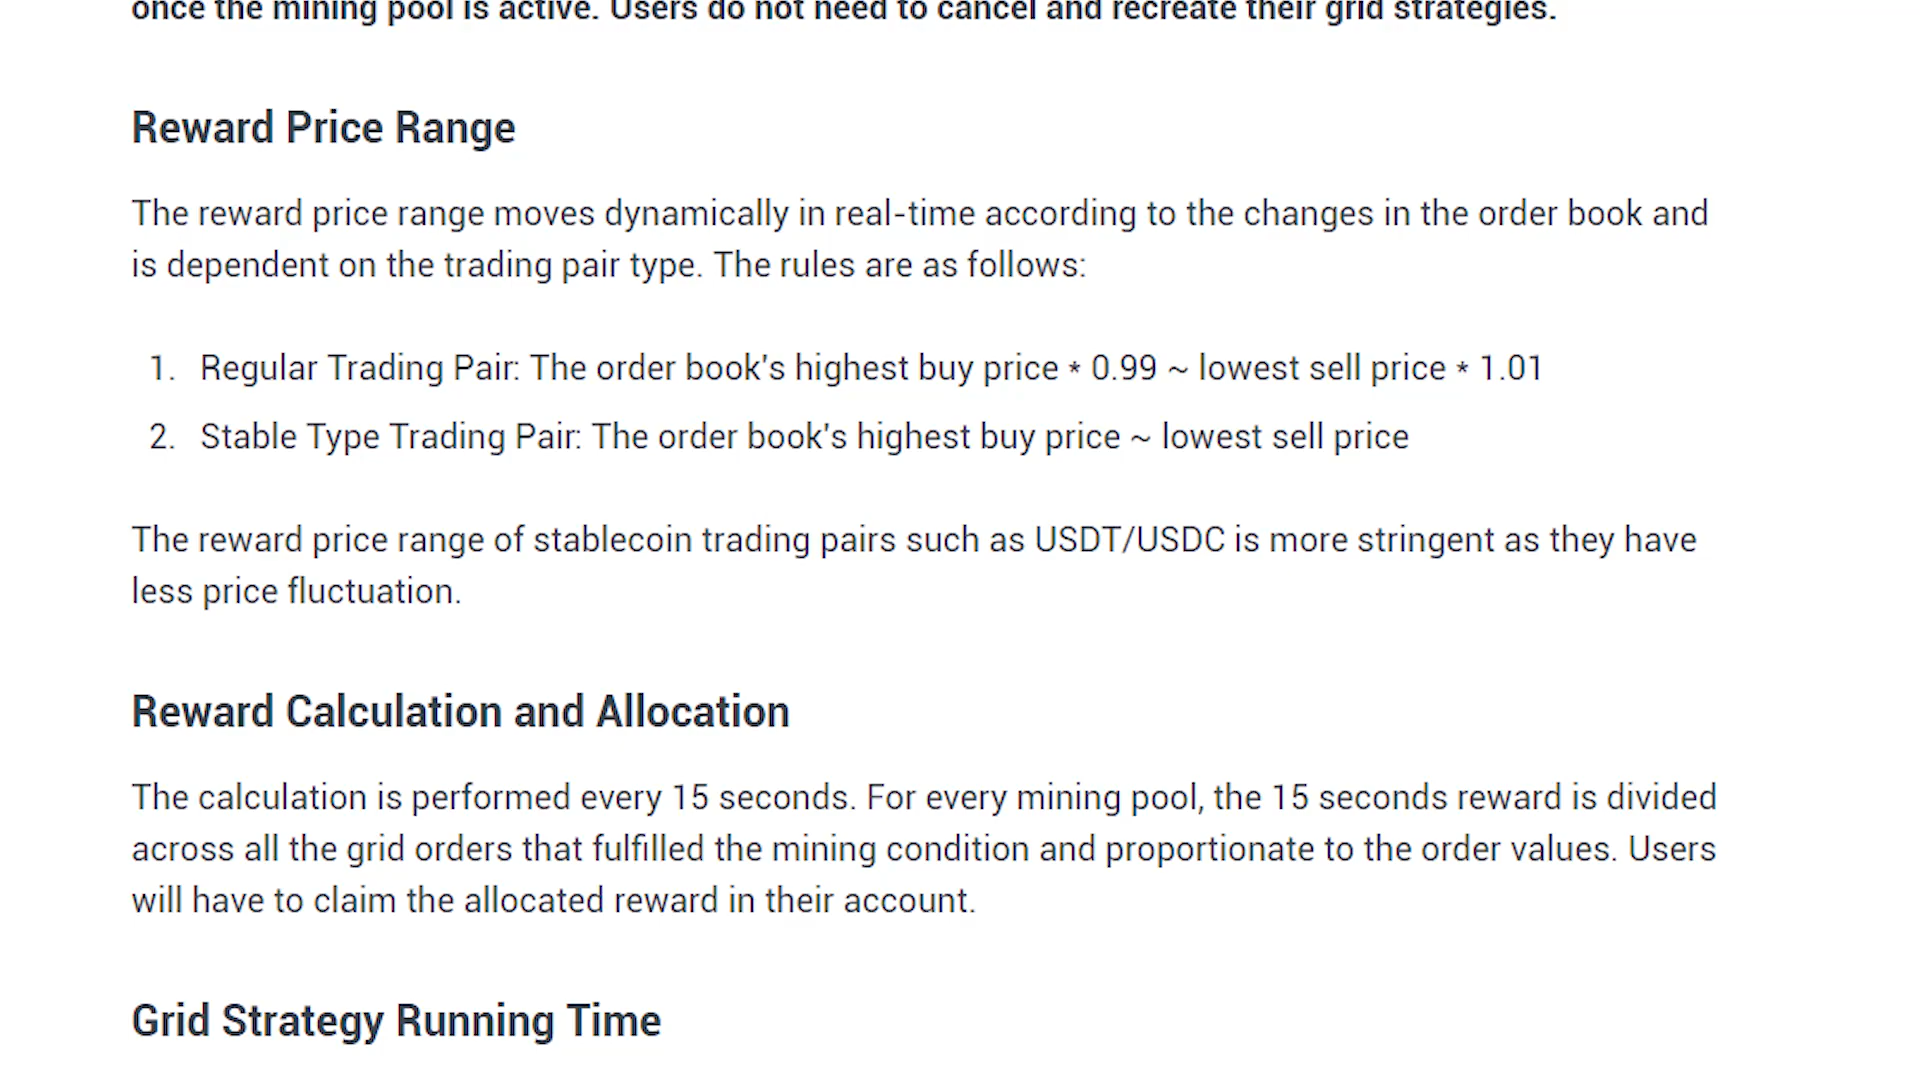 once the mining pool is active. Users do not need to cancel and recreate their grid strategies.
Reward Price Range
The reward price range moves dynamically in real-time according to the changes in the order book and
is dependent on the trading pair type. The rules are as follows:
1. Regular Trading Pair: The order book's highest buy price * 0.99 ~ lowest sell price * 1.01
2. Stable Type Trading Pair: The order book's highest buy price ~ lowest sell price
The reward price range of stablecoin trading pairs such as USDT/USDC is more stringent as they have
less price fluctuation.
Reward Calculation and Allocation
The calculation is performed every 15 seconds. For every mining pool, the 15 seconds reward is divided
across all the grid orders that fulfilled the mining condition and proportionate to the order values. Users
will have to claim the allocated reward in their account.
Grid Strategy Running Time